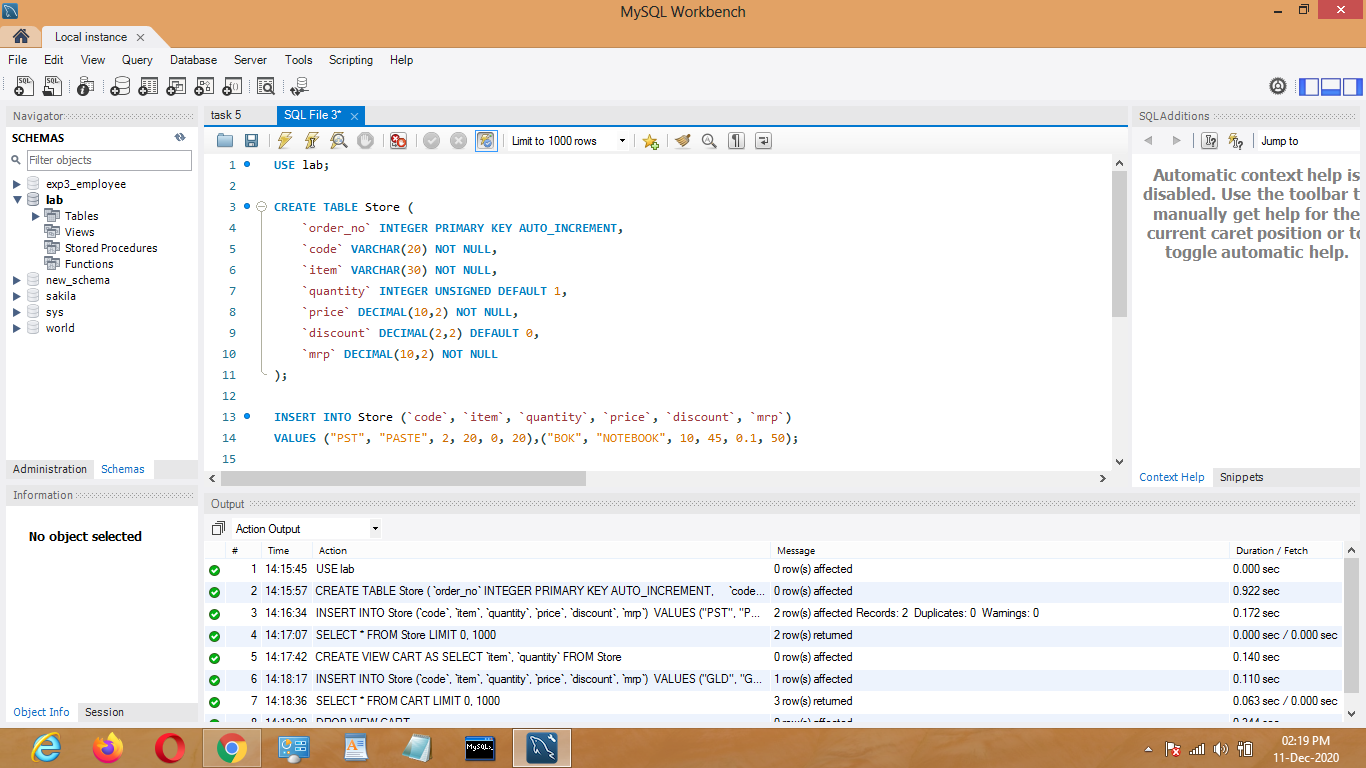 MySQL Workbench
Local instance
File Edit View Query Database Server Tools Scripting Help
Navigator
SCHEMAS
Filter objects
exp3_employee
lab
Tables
Views
Stored Procedures
Functions
new_schema
sakila
sys
world
Administration Schemas
Information
No object selected
Object Info Session
task 5 SQL File 3*
Limit to 1000 rows
1 USE lab;
2
3 CREATE TABLE Store (
4 `order_no` INTEGER PRIMARY KEY AUTO_INCREMENT,
5 `code` VARCHAR(20) NOT NULL,
6 `item` VARCHAR(30) NOT NULL,
7 `quantity` INTEGER UNSIGNED DEFAULT 1,
8 `price` DECIMAL(10,2) NOT NULL,
9 `discount` DECIMAL(2,2) DEFAULT 0,
10 `mrp` DECIMAL(10,2) NOT NULL
11 );
12
13 INSERT INTO Store (`code`, `item`, `quantity`, `price`, `discount`, `mrp`)
14 VALUES ("PST", "PASTE", 2, 20, 0, 20),("BOK", "NOTEBOOK", 10, 45, 0.1, 50);
15
SQLAdditions
Jump to
Automatic context help is
disabled. Use the toolbar t
manually get help for the
current caret position or to
toggle automatic help.
Context Help Snippets
Output
Action Output
# Time Action Message Duration / Fetch
1 14:15:45 USE lab 0 row(s) affected 0.000 sec
2 14:15:57 CREATE TABLE Store ( `order_no` INTEGER PRIMARY KEY AUTO_INCREMENT, `code... 0 row(s) affected 0.922 sec
3 14:16:34 INSERT INTO Store (`code`, `item`, `quantity`, `price`, `discount`, `mrp`) VALUES ("PST", "P... 2 row(s) affected Records: 2 Duplicates: 0 Warnings: 0 0.172 sec
4 14:17:07 SELECT * FROM Store LIMIT 0, 1000 2 row(s) returned 0.000 sec / 0.000 sec
5 14:17:42 CREATE VIEW CART AS SELECT `item`, `quantity` FROM Store 0 row(s) affected 0.140 sec
6 14:18:17 INSERT INTO Store (`code`, `item`, `quantity`, `price`, `discount`, `mrp`) VALUES ("GLD", "G... 1 row(s) affected 0.110 sec
7 14:18:36 SELECT * FROM CART LIMIT 0, 1000 3 row(s) returned 0.063 sec / 0.000 sec
8 14:19:29 DROP VIEW CART 0 row(s) affected 0.344 sec
02:19 PM
11-Dec-2020